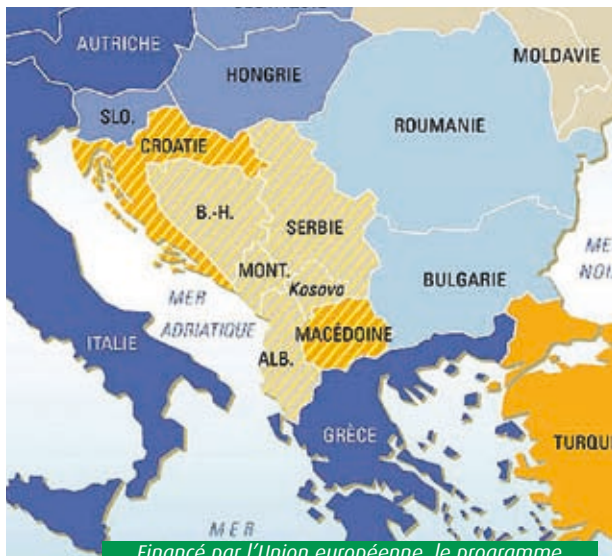 AUTRICHE
MOLDAVIE
HONGRIE
SLO.
ROUMANIE
CROATIE
B.-H.
SERBIE
MONT.
Kosovo
BULGARIE
MER
ADRIATIQUE
MACÉDOINE
ITALIE
ALB.
GRÈCE
MER
Financé par l'Union européenne, le programme